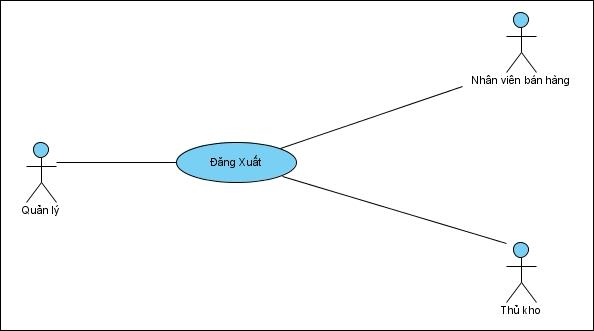 Nhân viên bán hàng
Đăng Xuất
Quản lý
Thủ kho